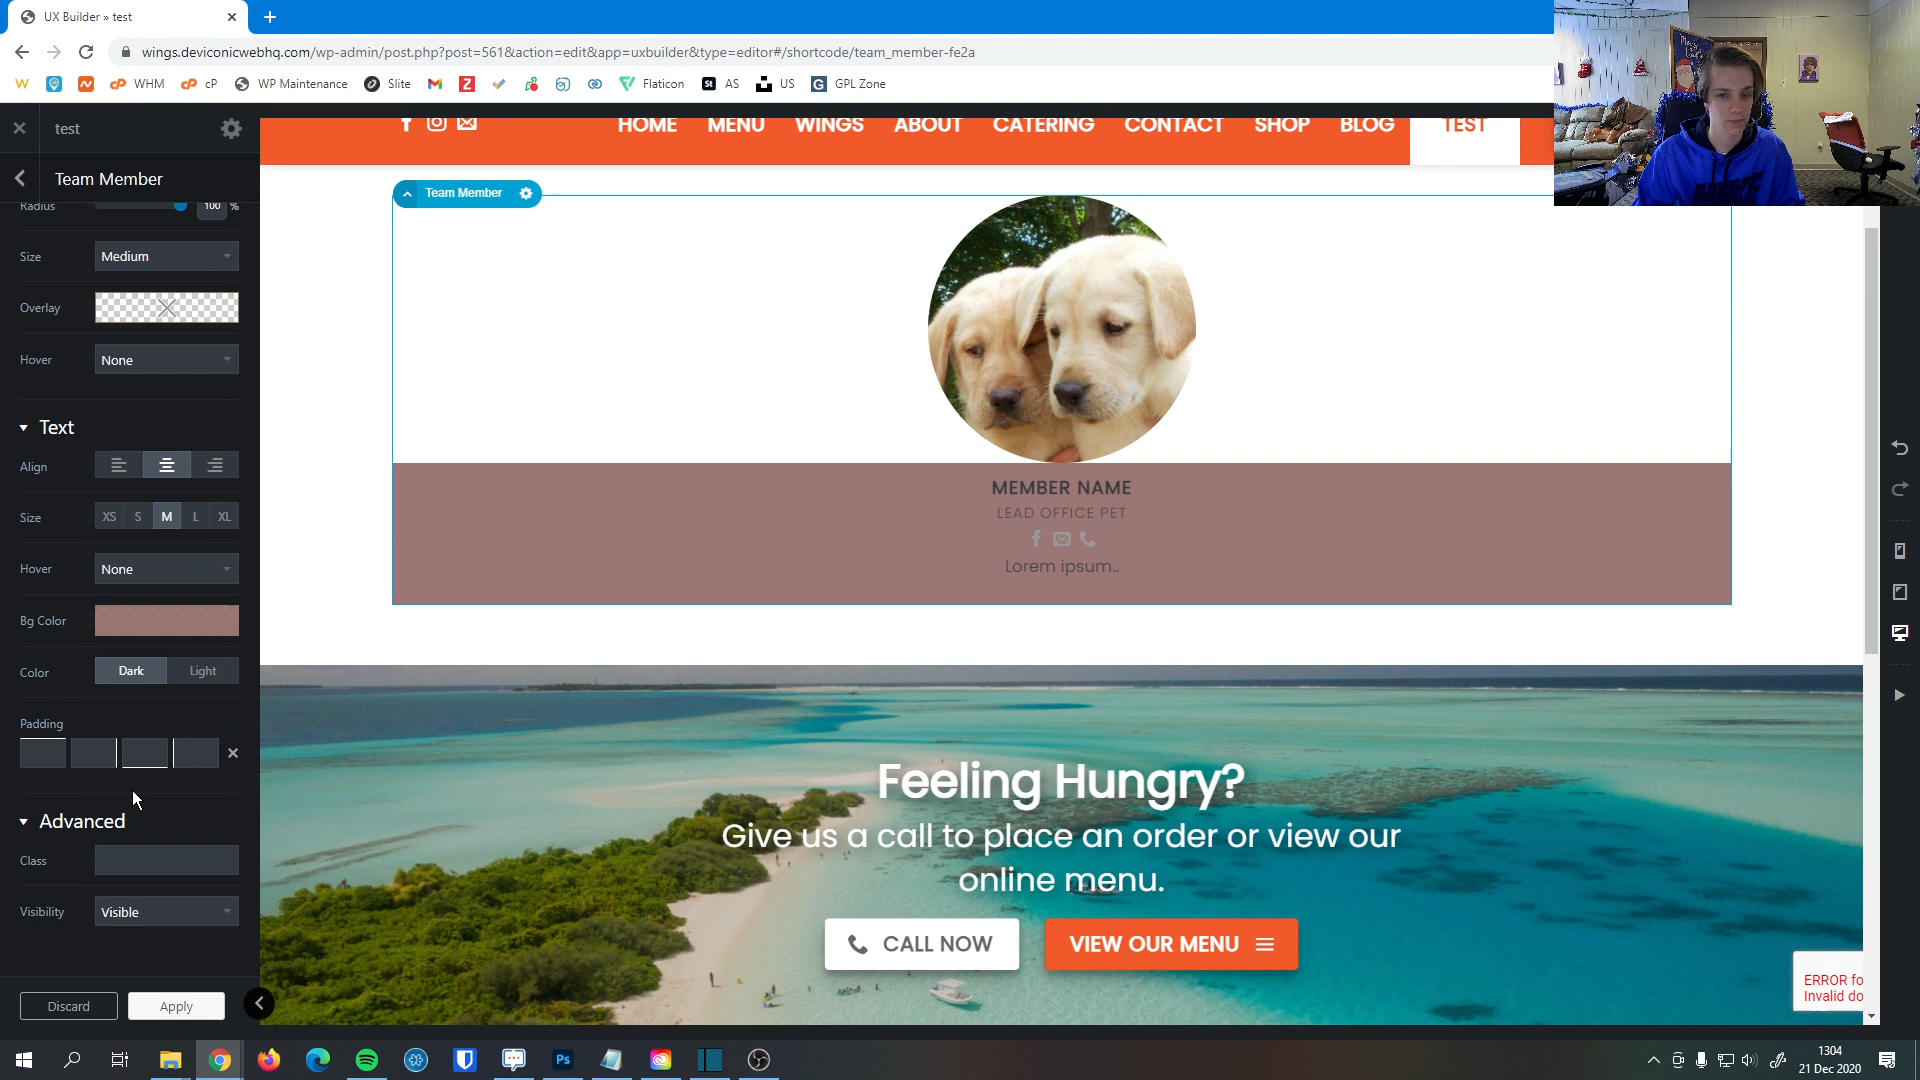 UX Builder » test
wings.deviconicwebhq.com/wp-admin/post.php?post=561&action=edit&app=uxbuilder&type=editor#/shortcode/team_member-fe2a
WHM
cP
WP Maintenance
Slite
Flaticon
AS
US
GPL Zone
test
Team Member
Radius
100
%
Size
Medium
Overlay
Hover
None
Text
Align
Size
XS S M L XL
Hover
None
Bg Color
Color
Dark
Light
Padding
Advanced
Class
Visibility
Visible
Discard
Apply
HOME MENU WINGS ABOUT CATERING CONTACT SHOP BLOG TEST
Team Member
MEMBER NAME
LEAD OFFICE PET
Lorem ipsum..
Feeling Hungry?
Give us a call to place an order or view our
online menu.
CALL NOW
VIEW OUR MENU
ERROR fo
Invalid do
Ps
1304
21 Dec 2020